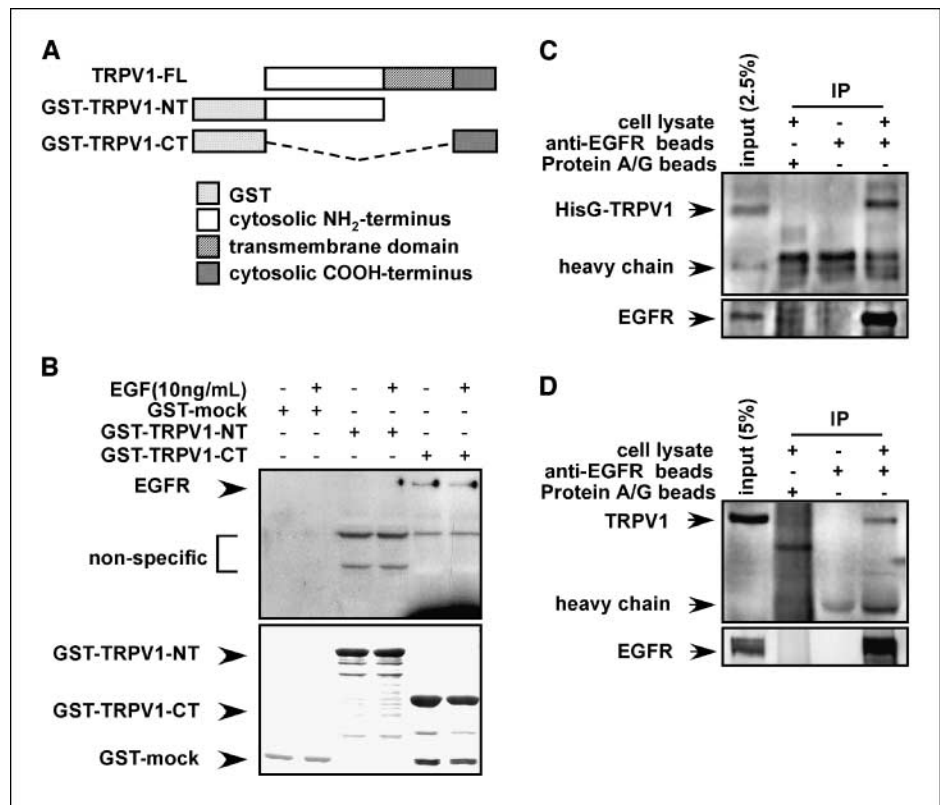 A
TRPV1-FL
GST-TRPV1-NT
GST-TRPV1-CT
GST
cytosolic NH₂-terminus
transmembrane domain
cytosolic COOH-terminus
B
EGF(10ng/mL) - + - + - +
GST-mock + + - - - -
GST-TRPV1-NT - - + + - -
GST-TRPV1-CT - - - - + +
EGFR
non-specific
GST-TRPV1-NT
GST-TRPV1-CT
GST-mock
C
input (2.5%)
IP
cell lysate + - +
anti-EGFR beads - + +
Protein A/G beads + - -
HisG-TRPV1
heavy chain
EGFR
D
input (5%)
IP
cell lysate + - +
anti-EGFR beads - + +
Protein A/G beads + - -
TRPV1
heavy chain
EGFR